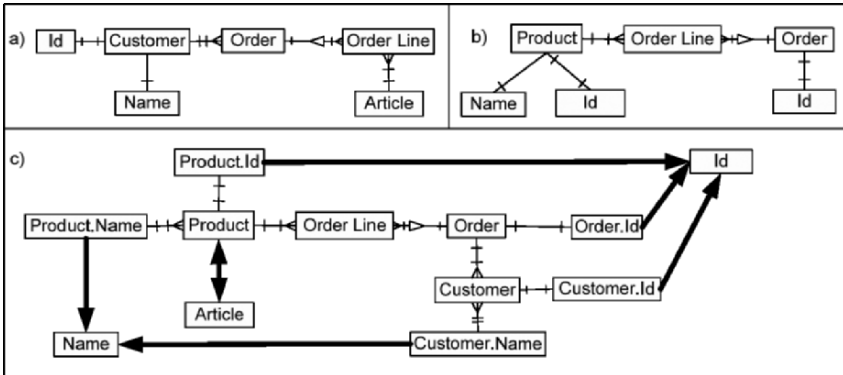 a) Id Customer Order Order Line
Name Article
b) Product Order Line Order
Name Id Id
c) Product.Id Id
Product.Name Product Order Line Order Order.Id
Customer Customer.Id
Article
Name Customer.Name